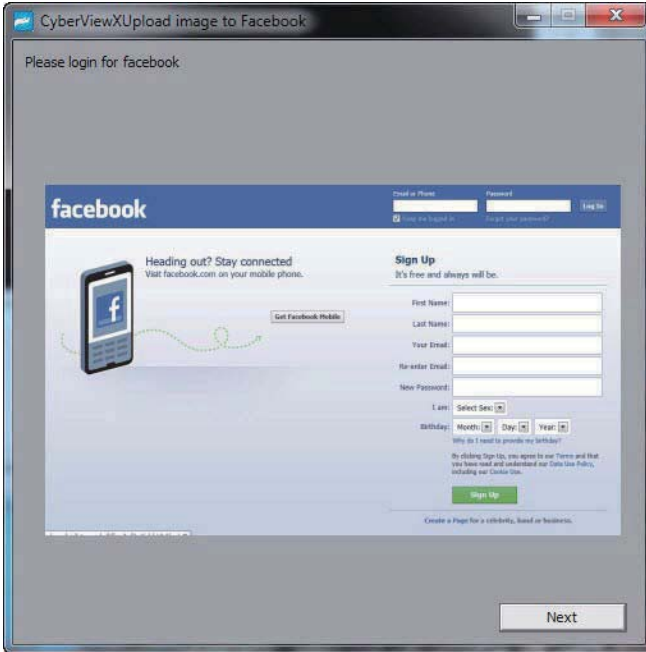 CyberViewXUpload image to Facebook
Please login for facebook
facebook
Email or Phone
Password
Log In
Keep me logged in
Forgot your password?
Heading out? Stay connected
Visit facebook.com on your mobile phone.
Get Facebook Mobile
Sign Up
It's free and always will be.
First Name:
Last Name:
Your Email:
Re-enter Email:
New Password:
I am: Select Sex:
Birthday: Month: Day: Year:
Why do I need to provide my birthday?
By clicking Sign Up, you agree to our Terms and that
you have read and understand our Data Use Policy,
including our Cookie Use.
Sign Up
Create a Page for a celebrity, band or business.
Next